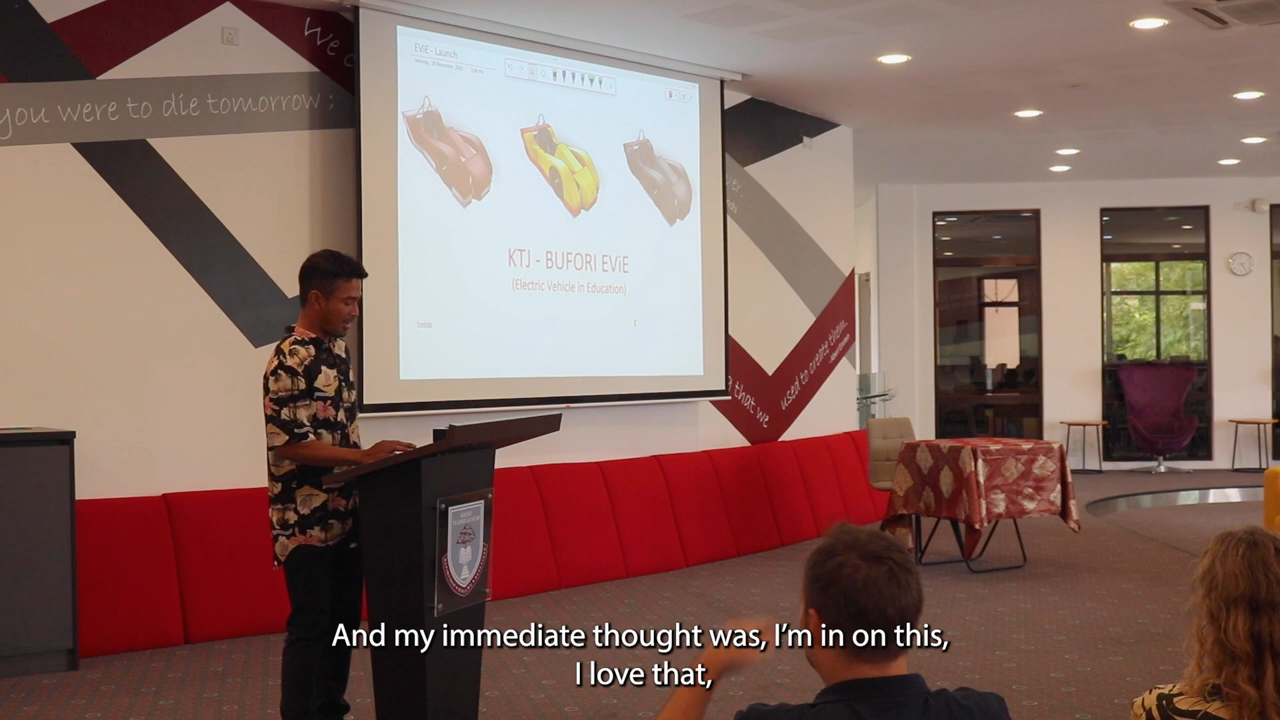 We c
you were to die tomorrow ;
EViE - Launch
KTJ - BUFORI EViE
(Electric Vehicle in Education)
used to create them.
that we
And my immediate thought was, I'm in on this,
I love that,